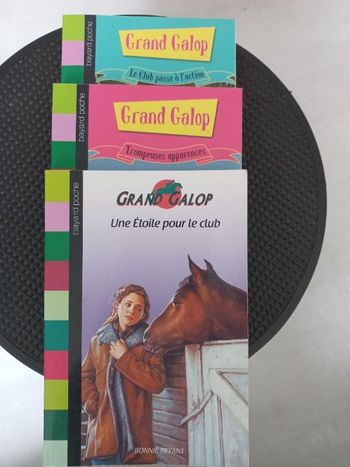 bayard poche
Grand Galop
Le Club passe à l'action
bayard poche
Grand Galop
Trompeuses apparences
bayard poche
GRAND GALOP
Une Étoile pour le club
BONNIE BRYANT